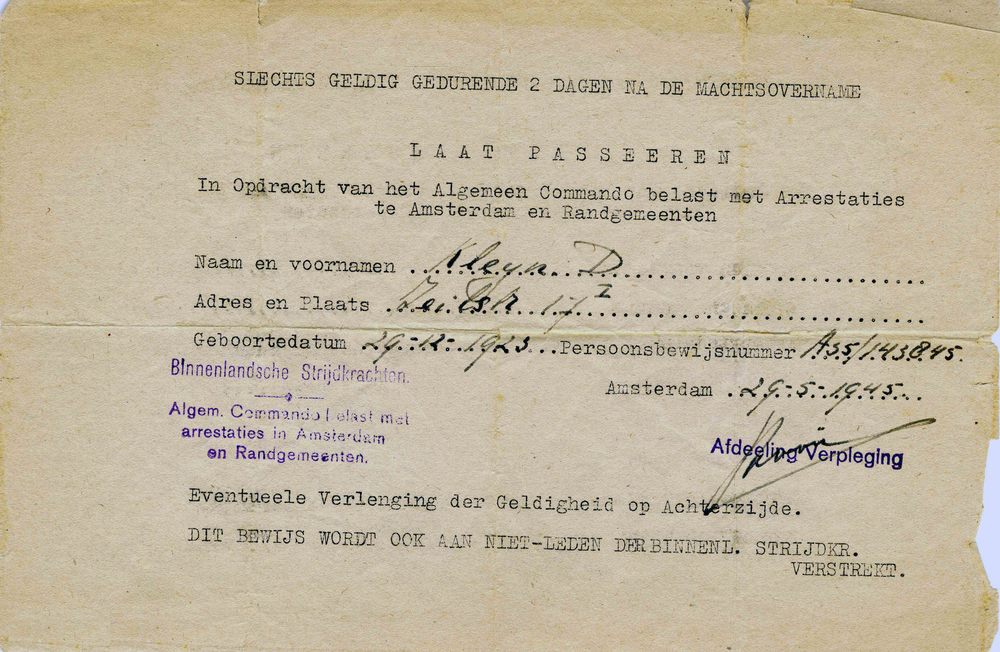 SLECHTS GELDIG GEDURENDE 2 DAGEN NA DE MACHTSOVERNAME
LAAT PASSEEREN
In Opdracht van het Algemeen Commando belast met Arrestaties
te Amsterdam en Randgemeenten
Naam en voornamen Kleyn D
Adres en Plaats 17 I
Geboortedatum 29-12-1923 Persoonsbewijsnummer A35/143845.
Binnenlandsche Strijdkrachten.
Amsterdam 29-5-1945
Algem. Commando belast met
arrestaties in Amsterdam
en Randgemeenten.
Afdeeling Verpleging
Eventueele Verlenging der Geldigheid op Achterzijde.
DIT BEWIJS WORDT OOK AAN NIET-LEDEN DER BINNENL. STRIJDKR.
VERSTREKT.